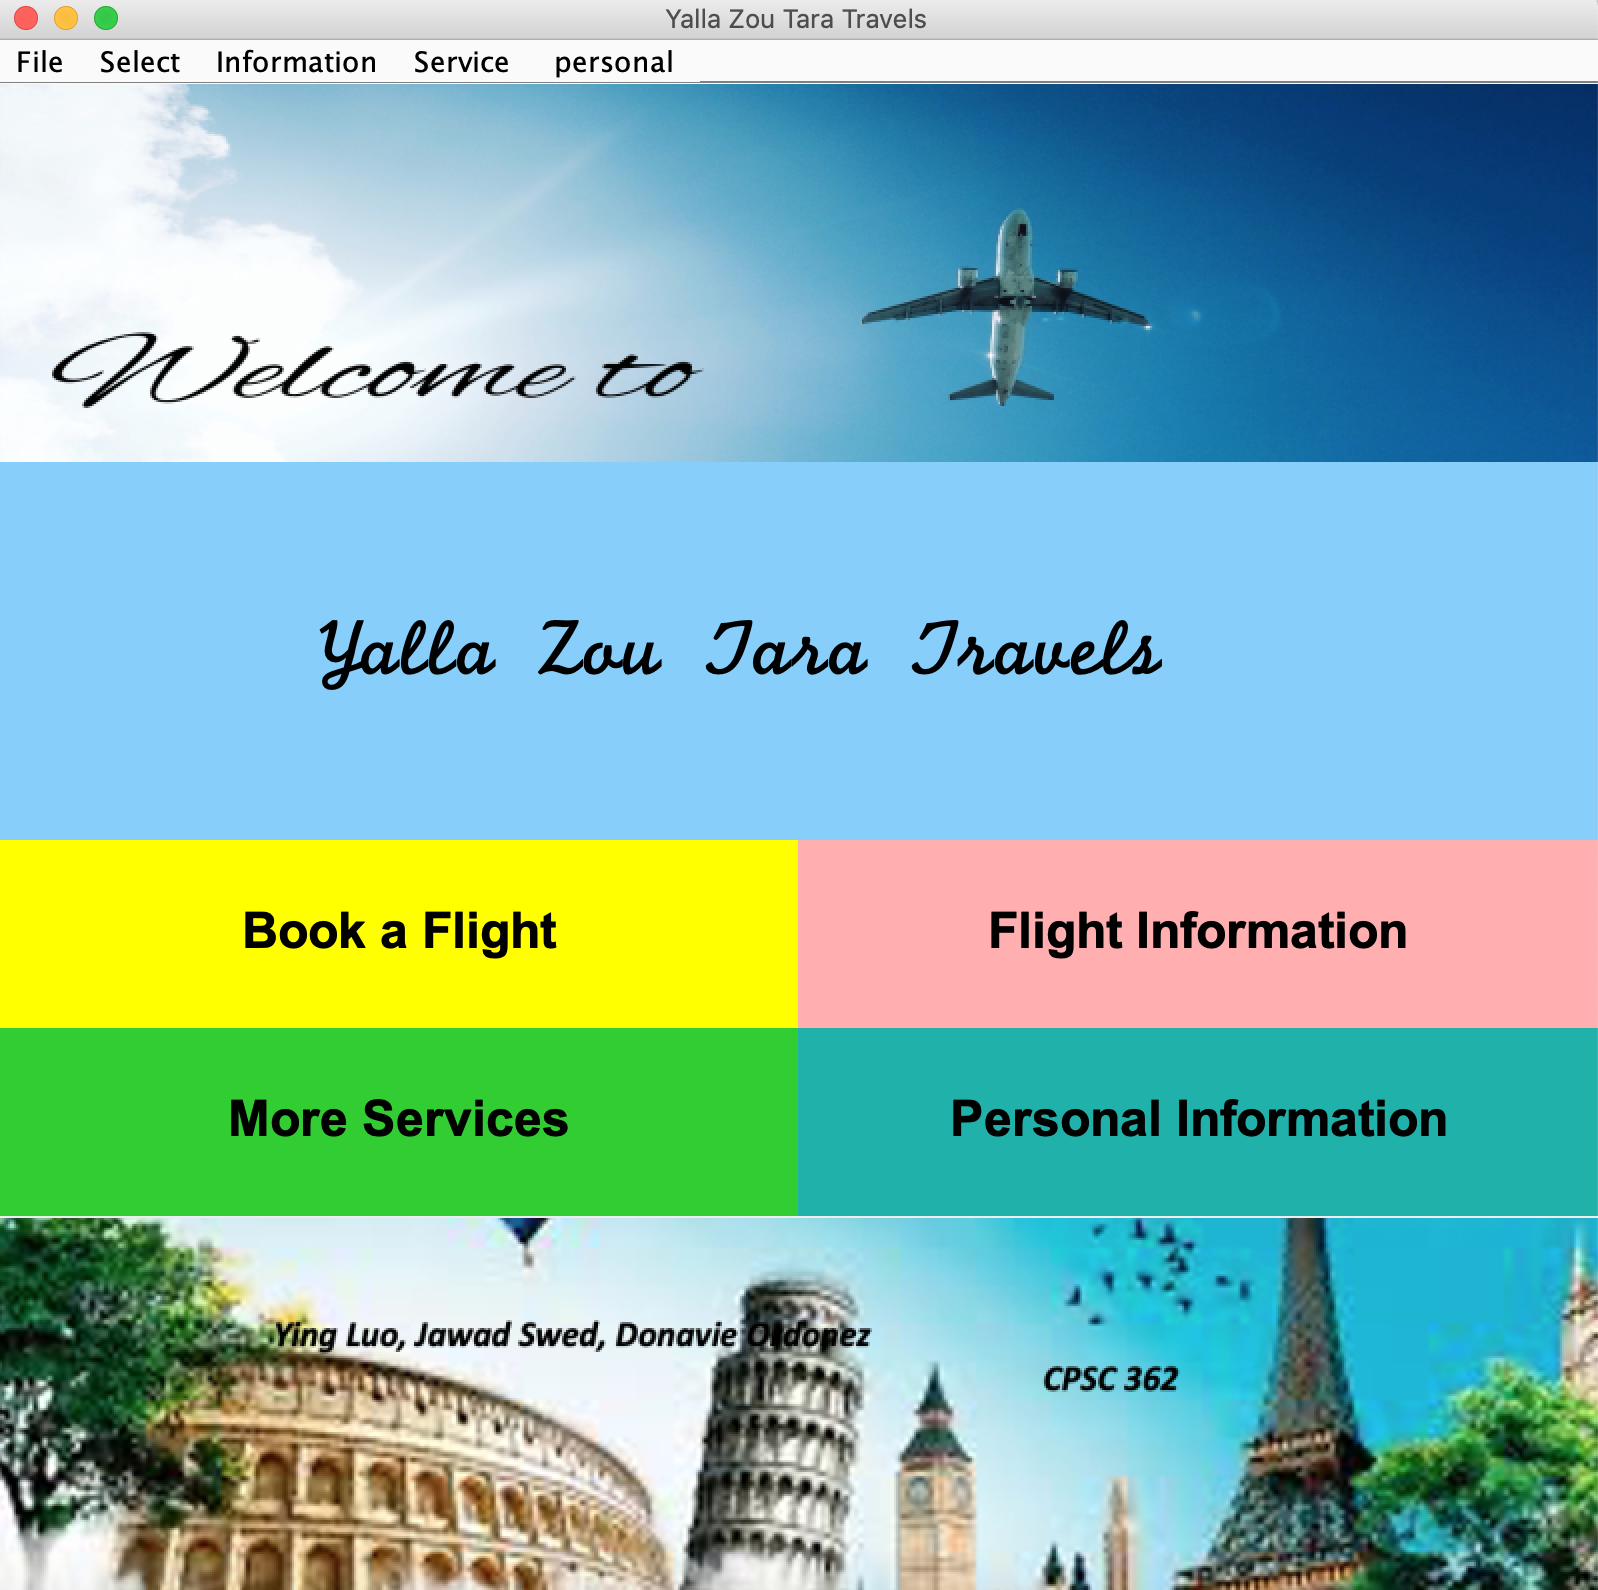 Yalla Zou Tara Travels
File Select Information Service personal
Welcome to
Yalla Zou Tara Travels
Book a Flight
Flight Information
More Services
Personal Information
Ying Luo, Jawad Swed, Donavie Ordonez
CPSC 362